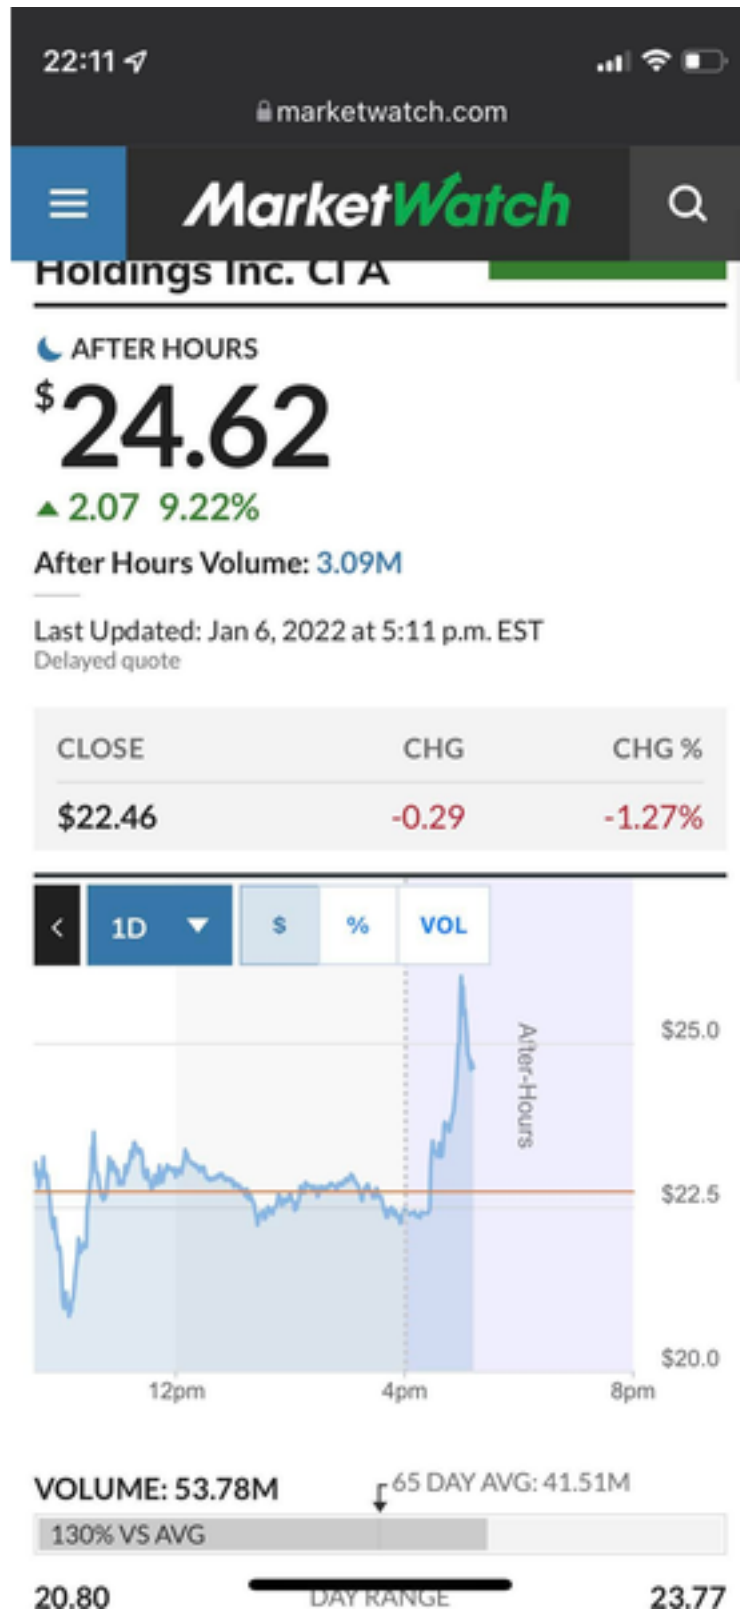 22:11
marketwatch.com
MarketWatch
Holdings Inc. Cl A
AFTER HOURS
$24.62
2.07 9.22%
After Hours Volume: 3.09M
Last Updated: Jan 6, 2022 at 5:11 p.m. EST
Delayed quote
CLOSE CHG CHG %
$22.46 -0.29 -1.27%
< 1D $ % VOL
After-Hours
$25.0
$22.5
$20.0
12pm 4pm 8pm
VOLUME: 53.78M 65 DAY AVG: 41.51M
130% VS AVG
20.80 DAY RANGE 23.77